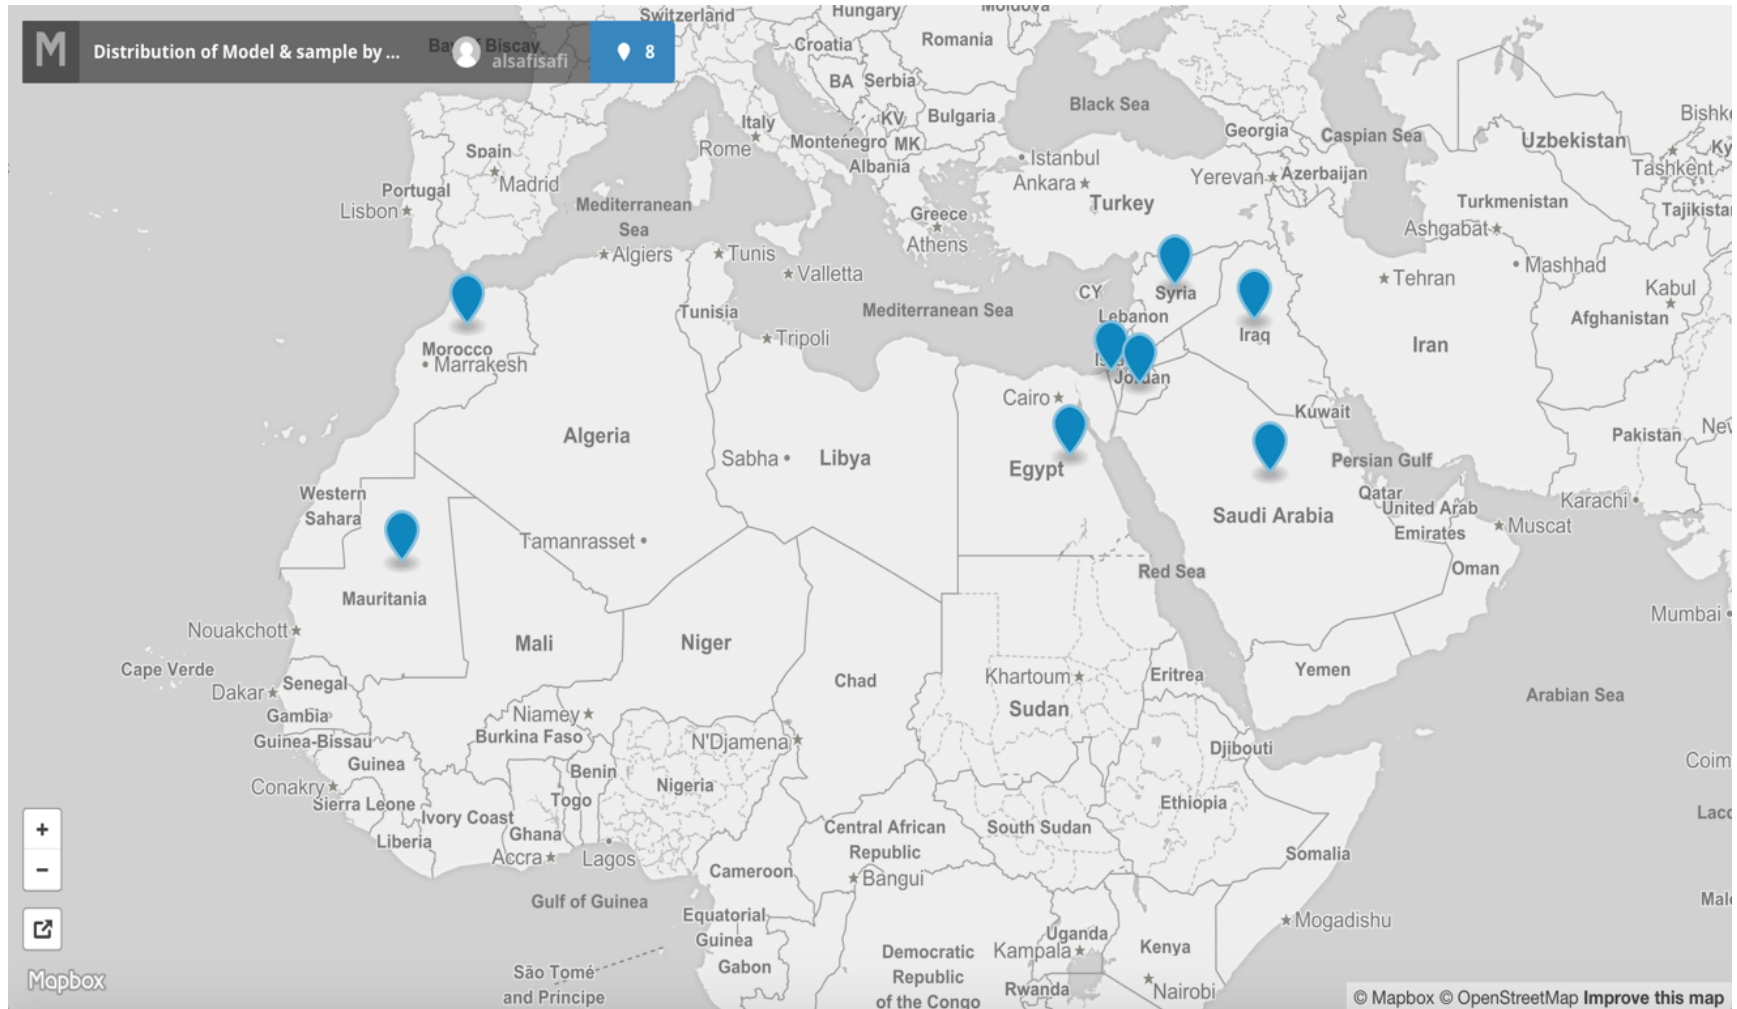 Switzerland
Hungary
Moldova
M
Distribution of Model & sample by ...
Bay of Biscay
alsafisafi
8
Croatia
Romania
BA
Serbia
Black Sea
Italy
KV
Bulgaria
Georgia
Caspian Sea
Uzbekistan
Spain
Rome
Montenegro
MK
Istanbul
Tashkent
Albania
Madrid
Portugal
Ankara
Yerevan
Azerbaijan
Lisbon
Mediterranean
Sea
Greece
Turkey
Turkmenistan
Athens
Ashgabat
Algiers
Tunis
Valletta
Mashhad
Tehran
CY
Syria
Kabul
Tunisia
Mediterranean Sea
Lebanon
Afghanistan
Tripoli
Iraq
Iran
Morocco
Marrakesh
Jordan
Cairo
Kuwait
Algeria
Pakistan
Sabha
Libya
Egypt
Persian Gulf
Western
Sahara
Qatar
United Arab
Emirates
Karachi
Saudi Arabia
Muscat
Tamanrasset
Red Sea
Oman
Mauritania
Mumbai
Nouakchott
Mali
Niger
Cape Verde
Senegal
Chad
Khartoum
Eritrea
Yemen
Dakar
Arabian Sea
Gambia
Niamey
Sudan
Guinea-Bissau
Burkina Faso
N'Djamena
Djibouti
Guinea
Benin
Coim
Conakry
Nigeria
Sierra Leone
Togo
Ethiopia
Ivory Coast
Ghana
Central African
Republic
South Sudan
+
Liberia
Accra
Lagos
Somalia
−
Cameroon
Bangui
Gulf of Guinea
Equatorial
Guinea
Mogadishu
Uganda
Kampala
Kenya
Democratic
Republic
of the Congo
Gabon
São Tomé
and Príncipe
Rwanda
Nairobi
Mapbox
© Mapbox © OpenStreetMap Improve this map